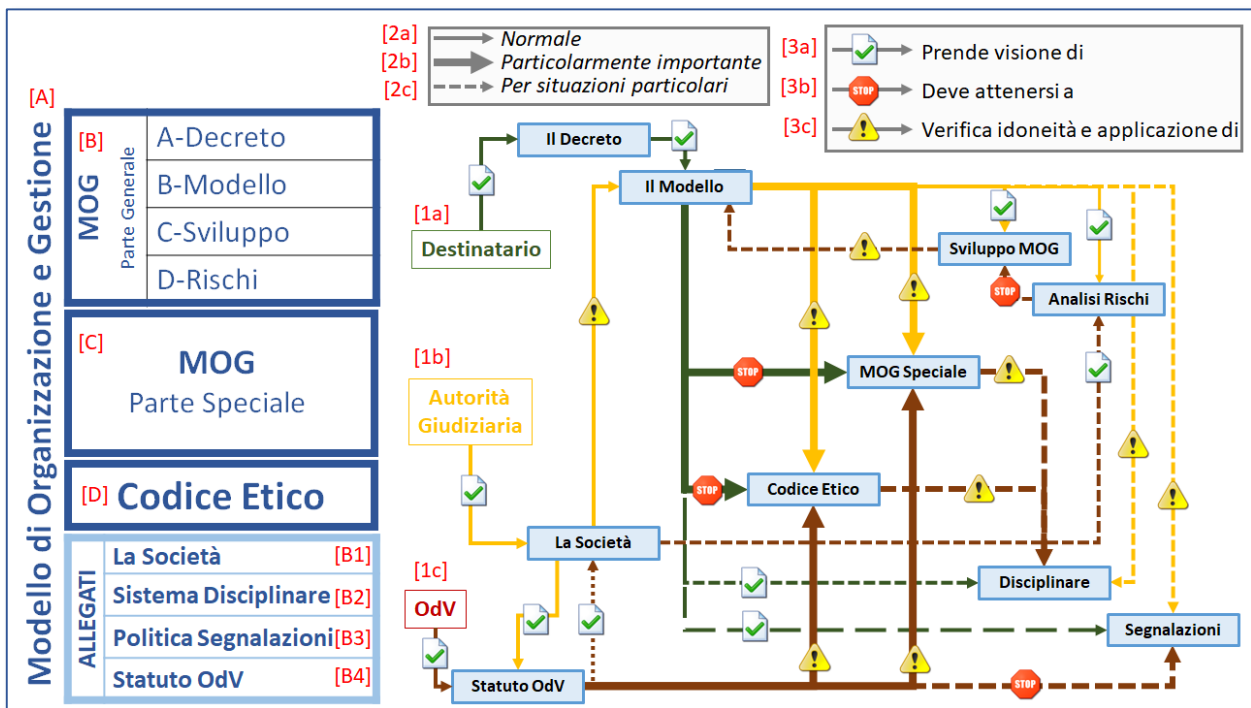 [A]
Modello di Organizzazione e Gestione
[B]
MOG
Parte Generale
A-Decreto
B-Modello
C-Sviluppo
D-Rischi
[C]
MOG
Parte Speciale
[D]
Codice Etico
ALLEGATI
La Società [B1]
Sistema Disciplinare [B2]
Politica Segnalazioni [B3]
Statuto OdV [B4]
[2a] Normale
[2b] Particolarmente importante
[2c] Per situazioni particolari
[3a] Prende visione di
[3b] STOP Deve attenersi a
[3c] Verifica idoneità e applicazione di
Il Decreto
Il Modello
[1a]
Destinatario
Sviluppo MOG
STOP
Analisi Rischi
[1b]
Autorità
Giudiziaria
STOP
MOG Speciale
STOP
Codice Etico
La Società
[1c]
OdV
Disciplinare
Segnalazioni
Statuto OdV
STOP